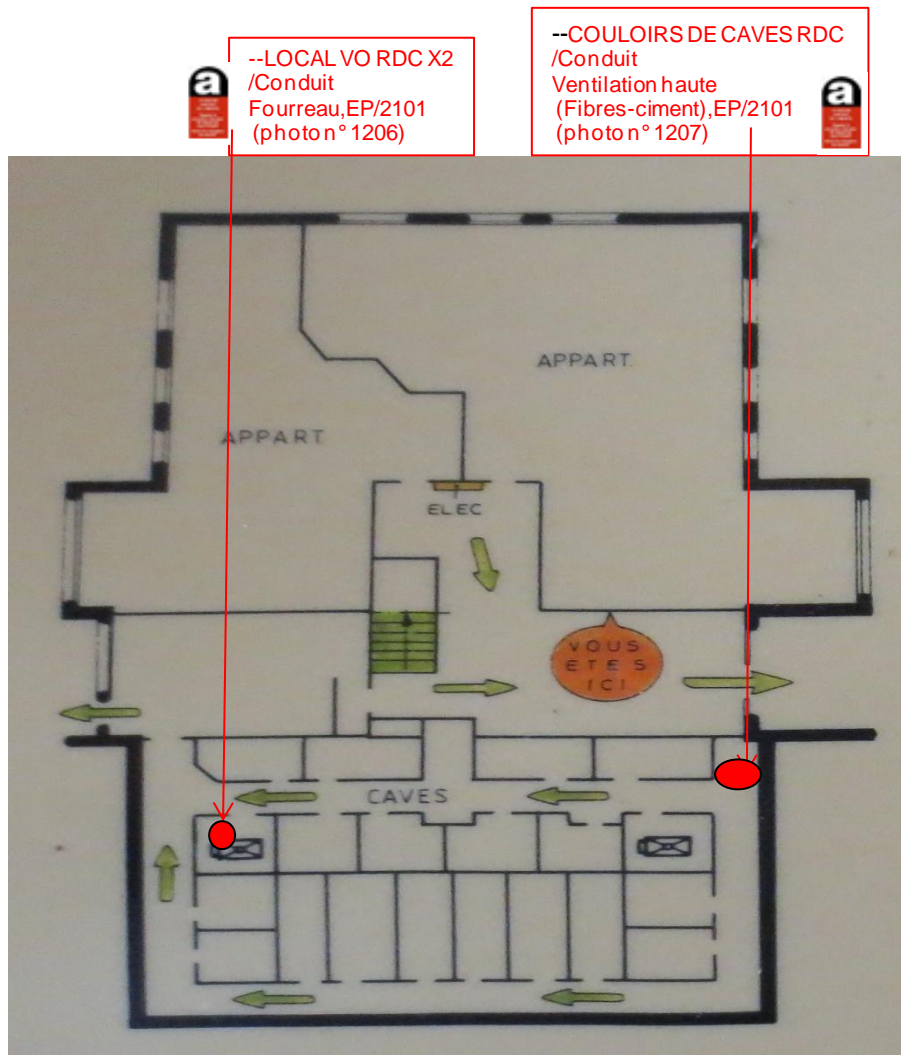 --LOCAL VO RDC X2
/Conduit
Fourreau,EP/2101
(photo n° 1206)
a
--COULOIRS DE CAVES RDC
/Conduit
Ventilation haute
(Fibres-ciment),EP/2101
(photo n° 1207)
a
APPART.
APPART.
ELEC
VOUS
ETES
ICI
CAVES